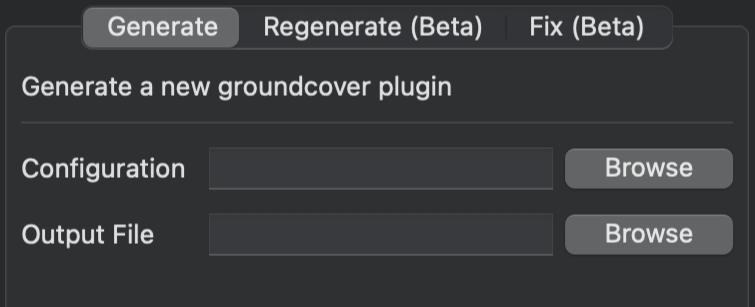 Generate Regenerate (Beta) Fix (Beta)
Generate a new groundcover plugin
Configuration Browse
Output File Browse